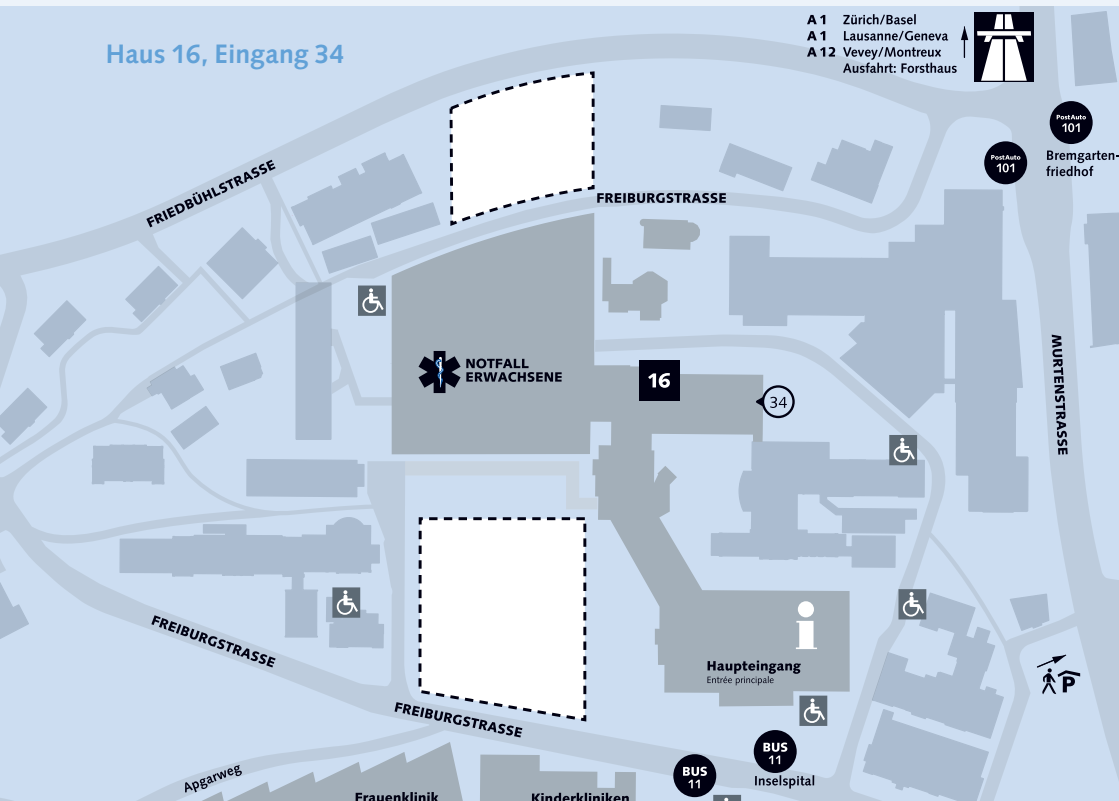 Haus 16, Eingang 34
A 1 Zürich/Basel
A 1 Lausanne/Geneva
A 12 Vevey/Montreux
Ausfahrt: Forsthaus
PostAuto
101
PostAuto
101
Bremgarten-
friedhof
FRIEDBÜHLSTRASSE
FREIBURGSTRASSE
NOTFALL
ERWACHSENE
16
34
MURTENSTRASSE
FREIBURGSTRASSE
Haupteingang
Entrée principale
P
FREIBURGSTRASSE
BUS
11
BUS
11
Inselspital
Apgarweg
Frauenklinik
Kinderkliniken